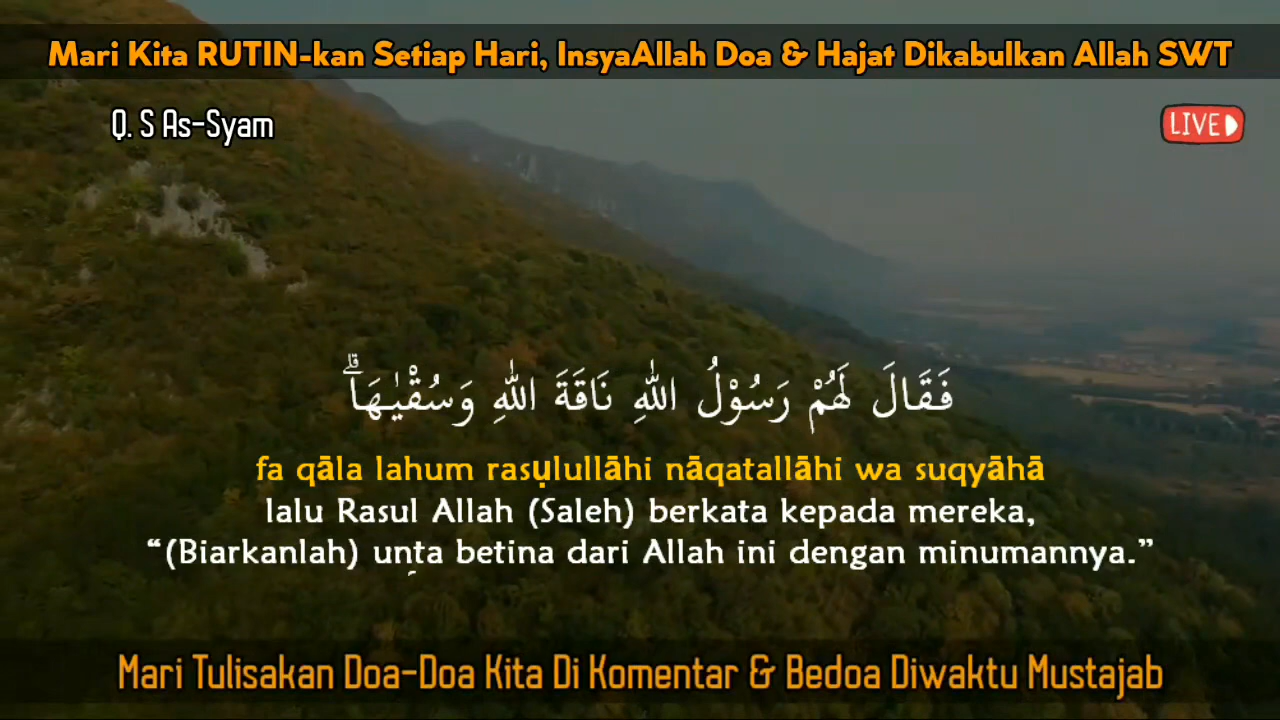 Mari Kita RUTIN-kan Setiap Hari, InsyaAllah Doa & Hajat Dikabulkan Allah SWT
Q. S As-Syam
LIVE
فَقَالَ لَهُمْ رَسُوْلُ اللّٰهِ نَاقَةَ اللّٰهِ وَسُقْيٰهَاۗ
fa qāla lahum rasụlullāhi nāqatallāhi wa suqyāhā
lalu Rasul Allah (Saleh) berkata kepada mereka,
“(Biarkanlah) unta betina dari Allah ini dengan minumannya.”
Mari Tulisakan Doa-Doa Kita Di Komentar & Bedoa Diwaktu Mustajab